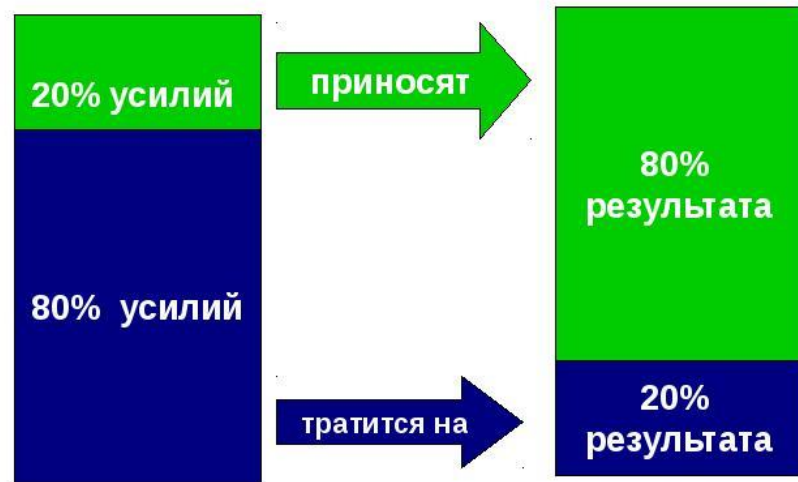 20% усилий
приносят
80%
результата
80% усилий
тратится на
20%
результата